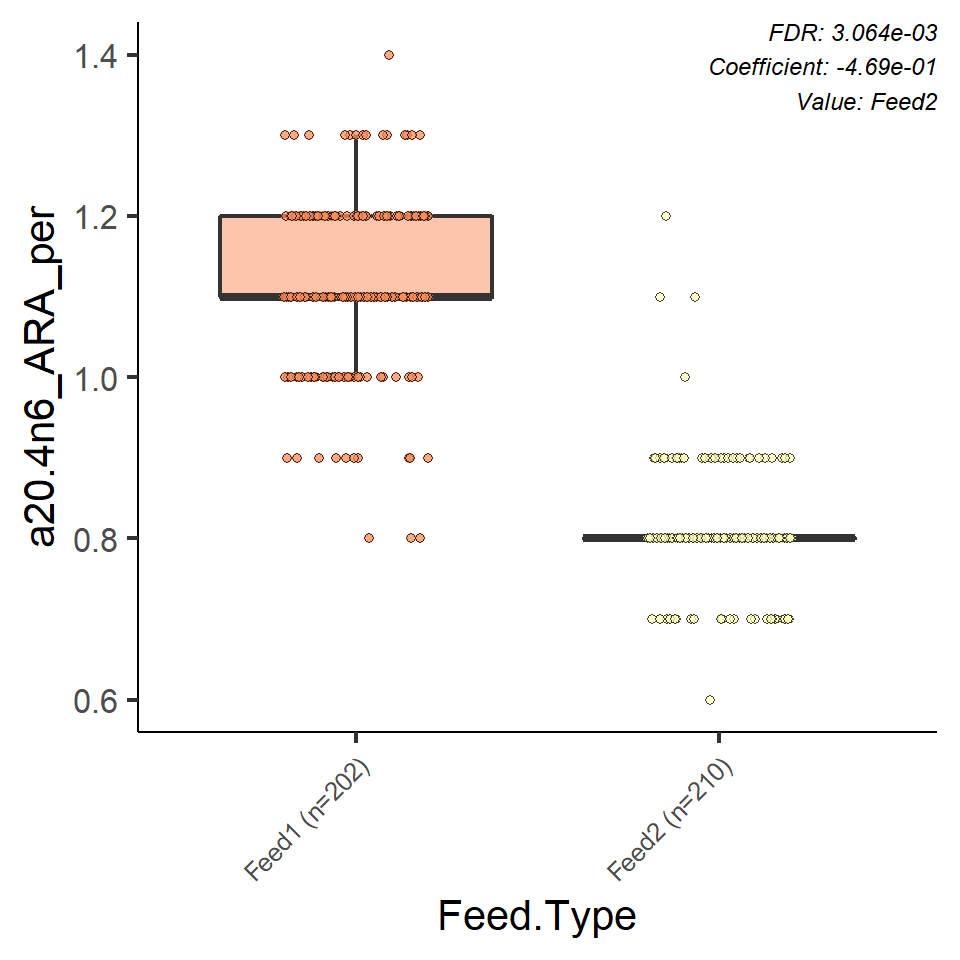 FDR: 3.064e-03
Coefficient: -4.69e-01
Value: Feed2
a20.4n6_ARA_per
1.4
1.2
1.0
0.8
0.6
Feed1 (n=202)
Feed2 (n=210)
Feed.Type